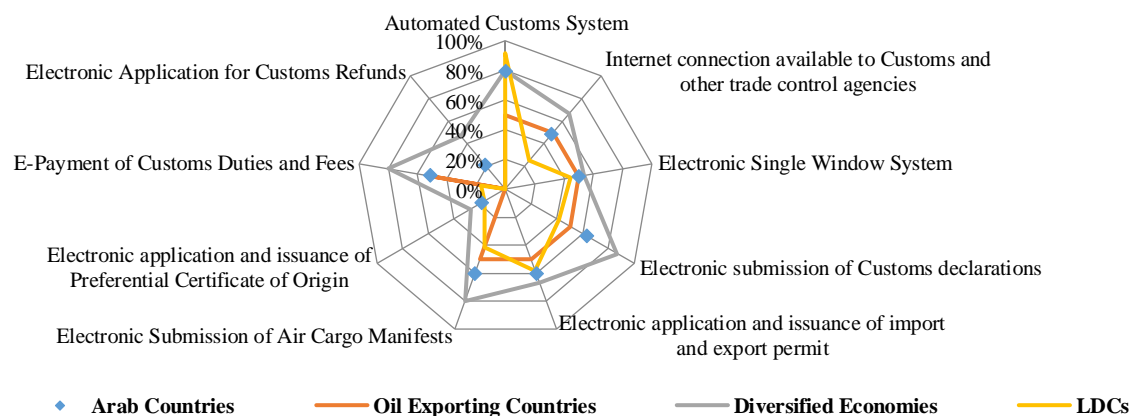 Automated Customs System
100%
80%
60%
40%
20%
0%
Internet connection available to Customs and
other trade control agencies
Electronic Single Window System
Electronic submission of Customs declarations
Electronic application and issuance of import
and export permit
Electronic Submission of Air Cargo Manifests
Electronic application and issuance of
Preferential Certificate of Origin
E-Payment of Customs Duties and Fees
Electronic Application for Customs Refunds
Arab Countries
Oil Exporting Countries
Diversified Economies
LDCs